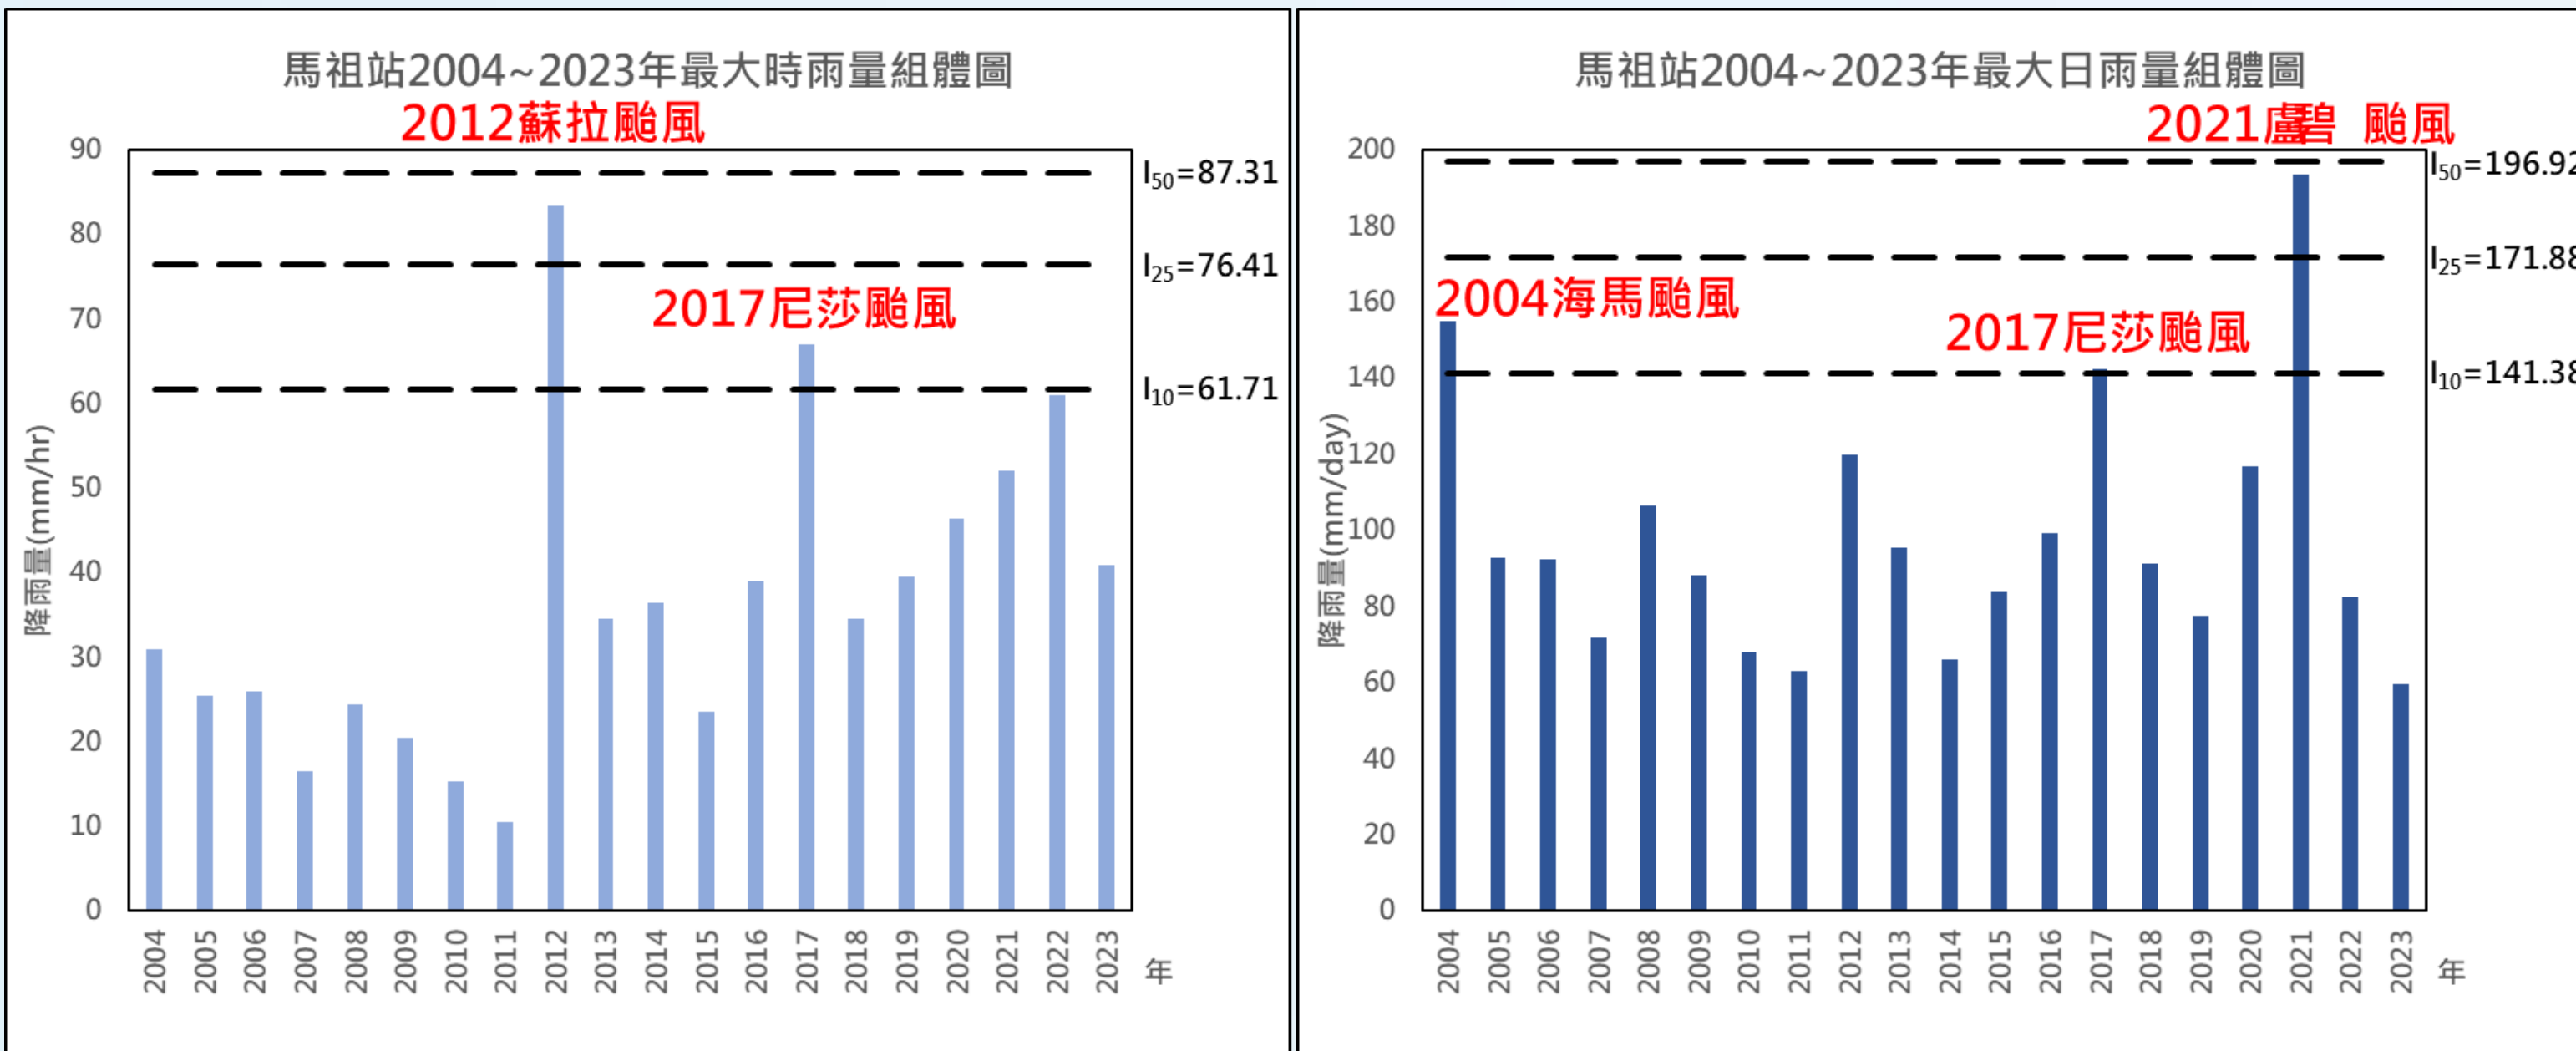 馬祖站2004~2023年最大時雨量組體圖
2012蘇拉颱風
90
80
70
60
50
40
30
20
10
0
降雨量(mm/hr)
I50=87.31
I25=76.41
2017尼莎颱風
I10=61.71
2004 2005 2006 2007 2008 2009 2010 2011 2012 2013 2014 2015 2016 2017 2018 2019 2020 2021 2022 2023
年
馬祖站2004~2023年最大日雨量組體圖
2021盧碧 颱風
200
180
160
140
120
100
80
60
40
20
0
降雨量(mm/day)
I50=196.92
I25=171.88
2004海馬颱風
2017尼莎颱風
I10=141.38
2004 2005 2006 2007 2008 2009 2010 2011 2012 2013 2014 2015 2016 2017 2018 2019 2020 2021 2022 2023
年